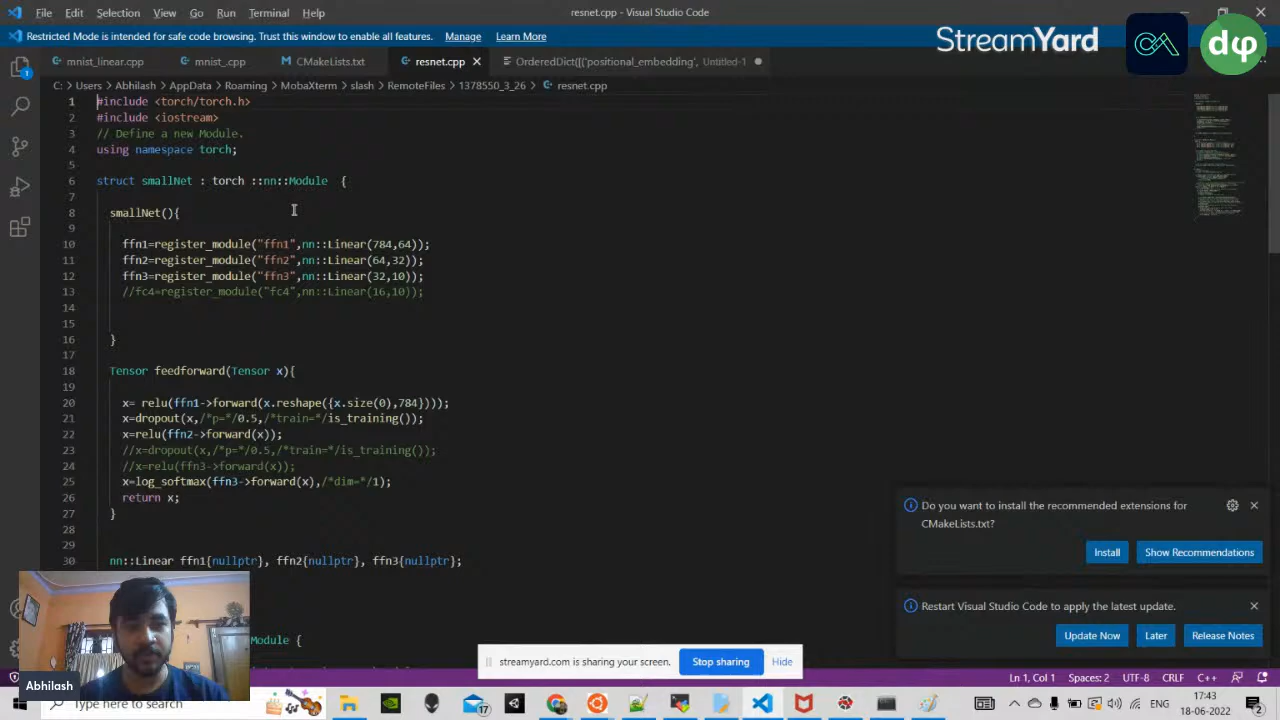 File Edit Selection View Go Run Terminal Help resnet.cpp - Visual Studio Code
Restricted Mode is intended for safe code browsing. Trust this window to enable all features. Manage Learn More
StreamYard
dφ
mnist_linear.cpp mnist_.cpp CMakeLists.txt resnet.cpp OrderedDict([('positional_embedding', Untitled-1
C: > Users > Abhilash > AppData > Roaming > MobaXterm > slash > RemoteFiles > 1378550_3_26 > resnet.cpp
1 #include <torch/torch.h>
2 #include <iostream>
3 // Define a new Module.
4 using namespace torch;
5
6 struct smallNet : torch ::nn::Module {
7
8 smallNet(){
9
10 ffn1=register_module("ffn1",nn::Linear(784,64));
11 ffn2=register_module("ffn2",nn::Linear(64,32));
12 ffn3=register_module("ffn3",nn::Linear(32,10));
13 //fc4=register_module("fc4",nn::Linear(16,10));
14
15
16 }
17
18 Tensor feedforward(Tensor x){
19
20 x= relu(ffn1->forward(x.reshape({x.size(0),784})));
21 x=dropout(x,/*p=*/0.5,/*train=*/is_training());
22 x=relu(ffn2->forward(x));
23 //x=dropout(x,/*p=*/0.5,/*train=*/is_training());
24 //x=relu(ffn3->forward(x));
25 x=log_softmax(ffn3->forward(x),/*dim=*/1);
26 return x;
27 }
28
29
30 nn::Linear ffn1{nullptr}, ffn2{nullptr}, ffn3{nullptr};
Module {
Do you want to install the recommended extensions for
CMakeLists.txt?
Install Show Recommendations
Restart Visual Studio Code to apply the latest update.
Update Now Later Release Notes
streamyard.com is sharing your screen. Stop sharing Hide
Abhilash
Ln 1, Col 1 Spaces: 2 UTF-8 CRLF C++
Type here to search
17
ENG
17:43
18-06-2022
2